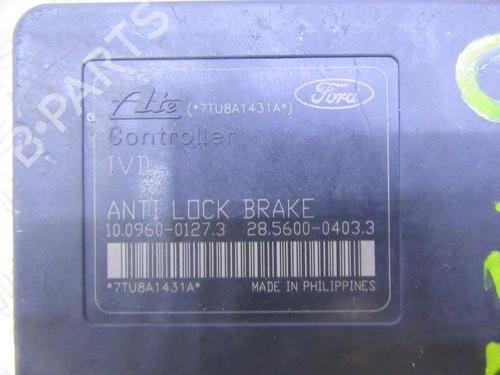 B-PARTS
Ate (*7TU8A1431A*) Ford
Controller
IVD
ANTI LOCK BRAKE
10.0960-0127.3 28.5600-0403.3
*7TU8A1431A* MADE IN PHILIPPINES